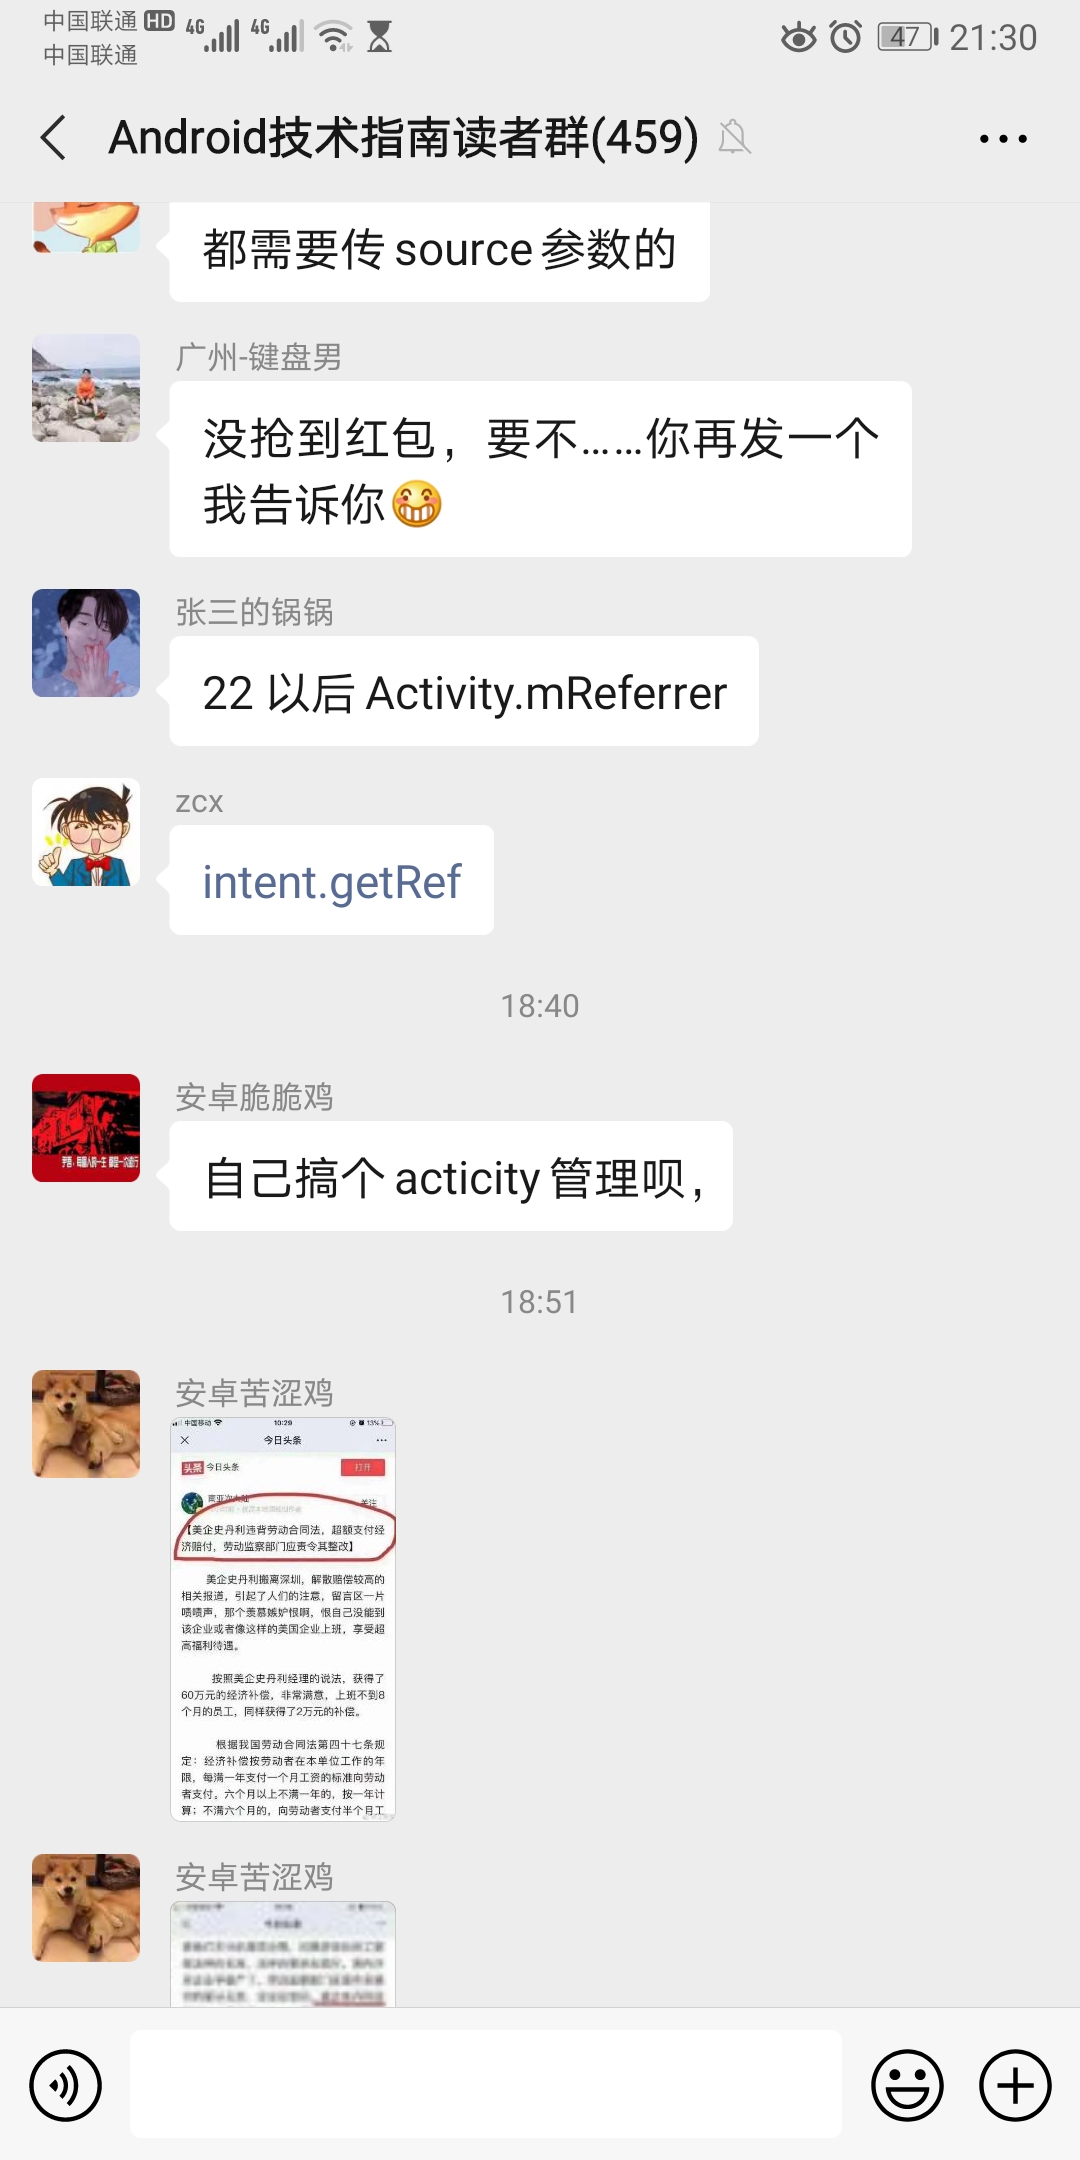 中国联通 HD 4G 4G 47 21:30
中国联通
Android技术指南读者群(459)
都需要传 source 参数的
广州-键盘男
没抢到红包，要不……你再发一个
我告诉你
张三的锅锅
22 以后 Activity.mReferrer
zcx
intent.getRef
18:40
安卓脆脆鸡
自己搞个 acticity 管理呗，
18:51
安卓苦涩鸡
中国移动 10:29 13%
今日头条
头条 今日头条 打开
关注
【美企史丹利违背劳动合同法，超额支付经
济赔付，劳动监察部门应责令其整改】
美企史丹利搬离深圳，解散赔偿较高的
相关报道，引起了人们的注意，留言区一片
啧啧声，那个羡慕嫉妒恨啊，恨自己没能到
该企业或者像这样的美国企业上班，享受超
高福利待遇。
按照美企史丹利经理的说法，获得了
60万元的经济补偿，非常满意，上班不到8
个月的员工，同样获得了2万元的补偿。
根据我国劳动合同法第四十七条规
定：经济补偿按劳动者在本单位工作的年
限，每满一年支付一个月工资的标准向劳动
者支付。六个月以上不满一年的，按一年计
算；不满六个月的，向劳动者支付半个月工
安卓苦涩鸡